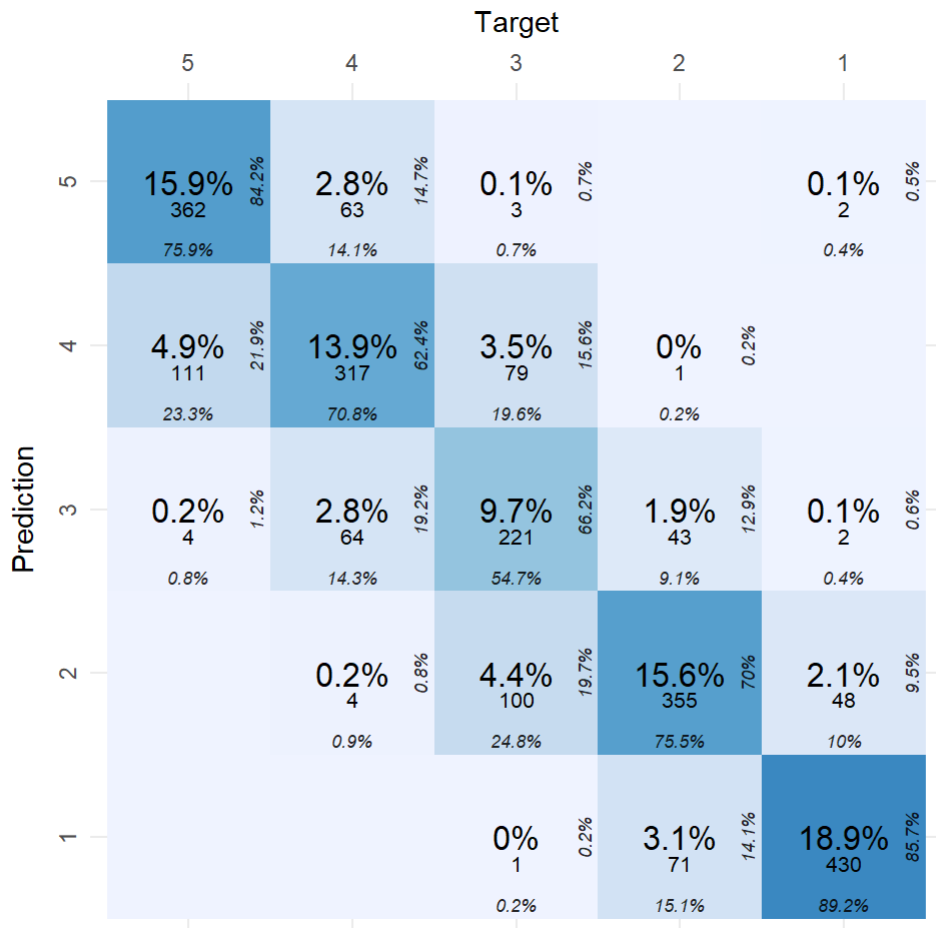 Target
5 4 3 2 1
Prediction
5
15.9% 84.2% 2.8% 14.7% 0.1% 0.7% 0.1% 0.5%
362 63 3 2
75.9% 14.1% 0.7% 0.4%
4
4.9% 21.9% 13.9% 62.4% 3.5% 15.6% 0% 0.2%
111 317 79 1
23.3% 70.8% 19.6% 0.2%
3
0.2% 1.2% 2.8% 19.2% 9.7% 66.2% 1.9% 12.9% 0.1% 0.6%
4 64 221 43 2
0.8% 14.3% 54.7% 9.1% 0.4%
2
0.2% 0.8% 4.4% 19.7% 15.6% 70% 2.1% 9.5%
4 100 355 48
0.9% 24.8% 75.5% 10%
1
0% 0.2% 3.1% 14.1% 18.9% 85.7%
1 71 430
0.2% 15.1% 89.2%